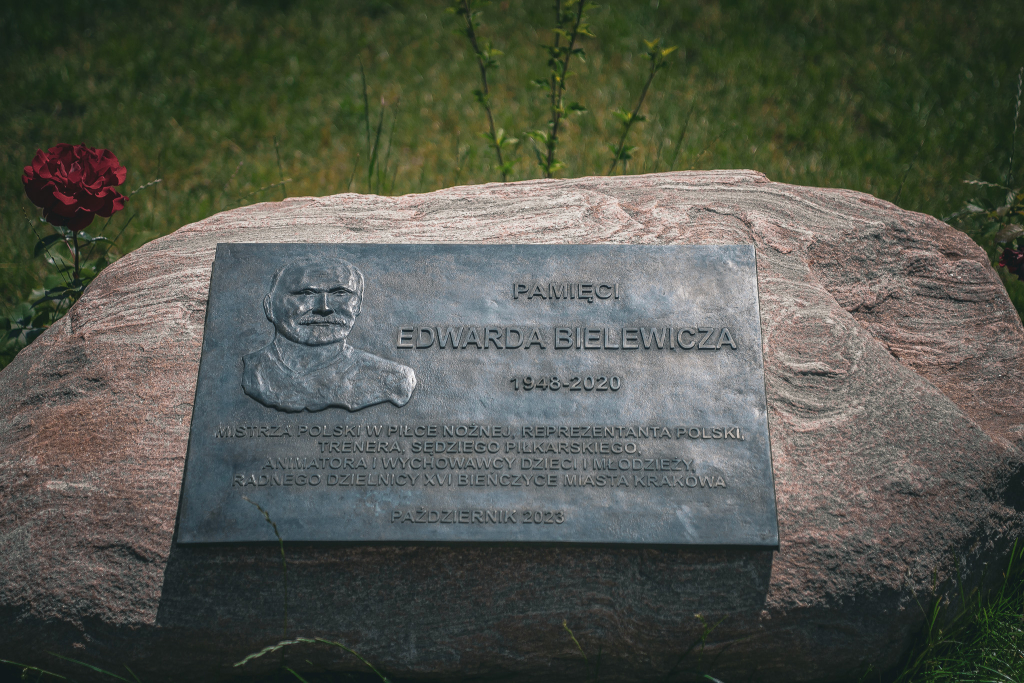 PAMIĘCI
EDWARDA BIELEWICZA
1948-2020
MISTRZA POLSKI W PIŁCE NOŻNEJ, REPREZENTANTA POLSKI,
TRENERA, SĘDZIEGO PIŁKARSKIEGO,
ANIMATORA I WYCHOWAWCY DZIECI I MŁODZIEŻY,
RADNEGO DZIELNICY XVI BIEŃCZYCE MIASTA KRAKOWA
PAŹDZIERNIK 2023